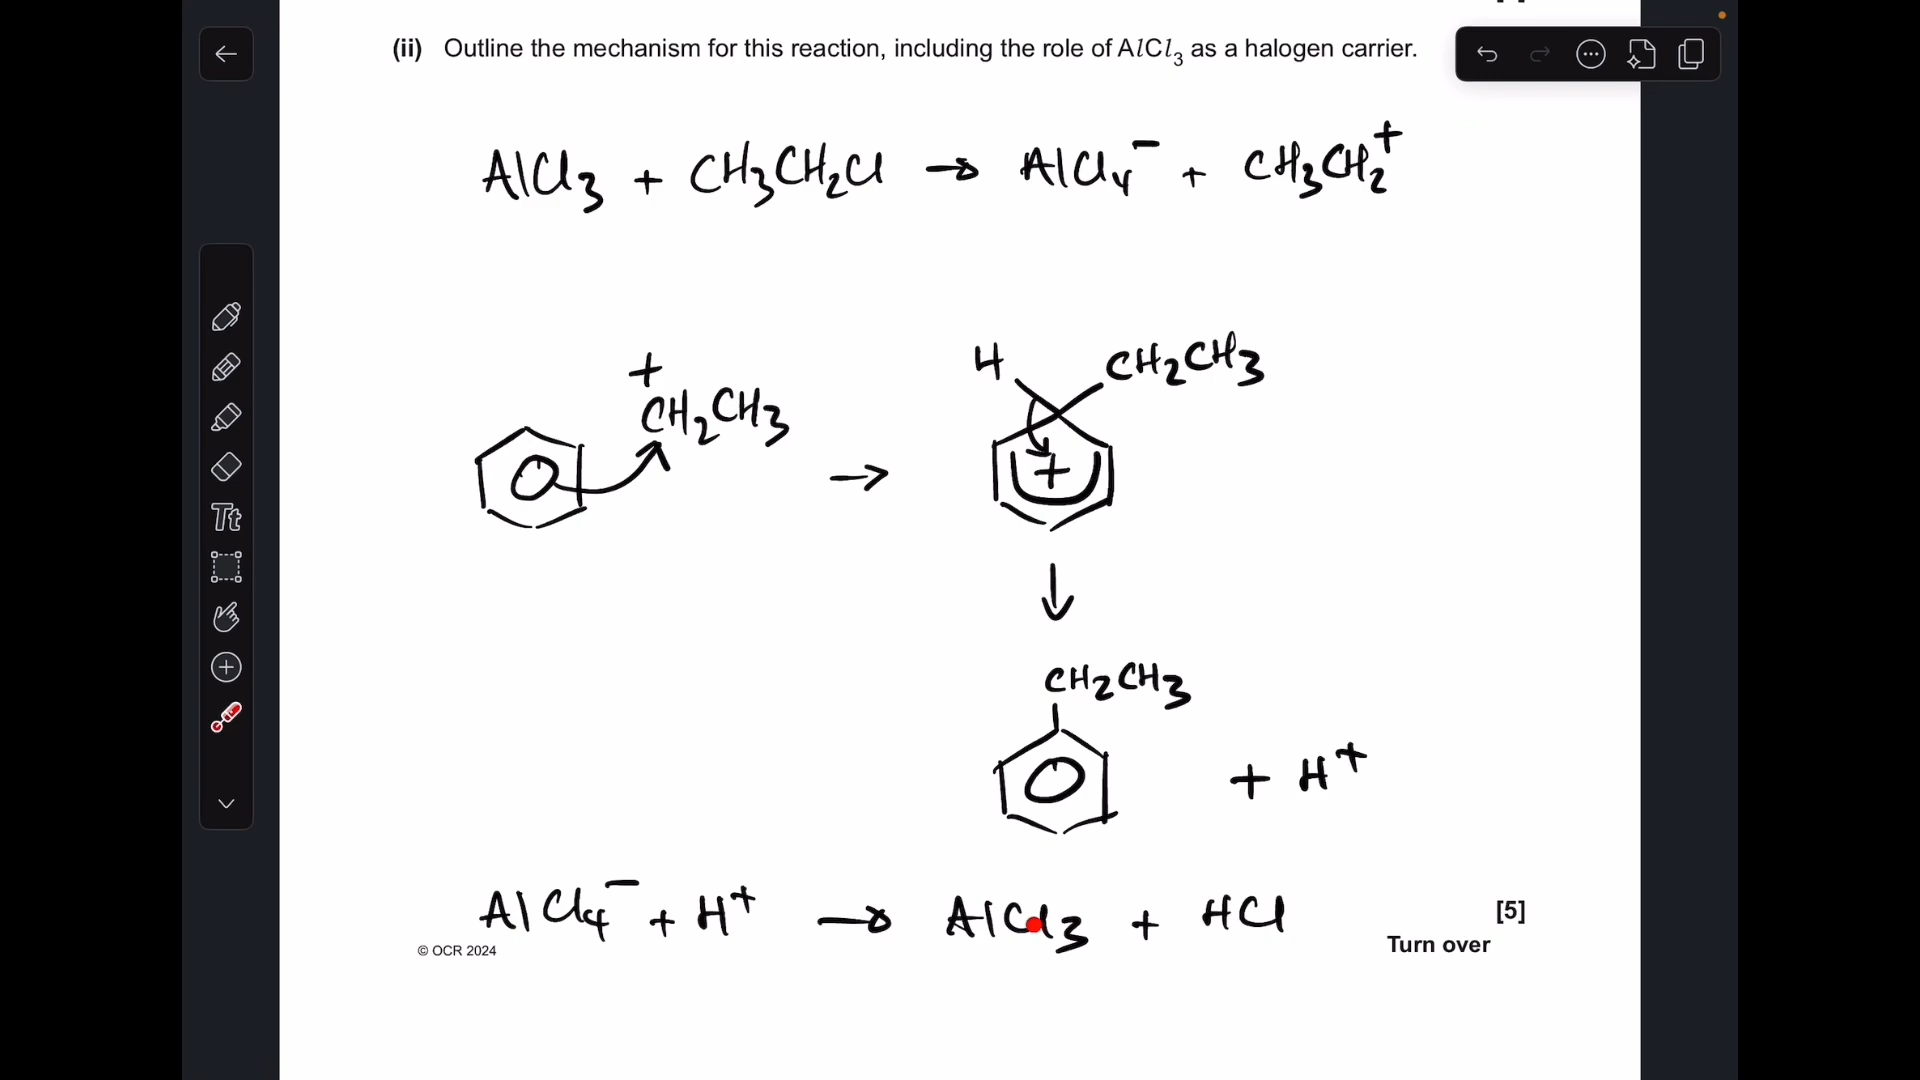 (ii) Outline the mechanism for this reaction, including the role of AlCl₃ as a halogen carrier.
AlCl₃ + CH₃CH₂Cl → AlCl₄⁻ + CH₃CH₂⁺
+
CH₂CH₃
→
H CH₂CH₃
+
↓
CH₂CH₃
+ H⁺
AlCl₄⁻ + H⁺ → AlCl₃ + HCl
[5]
© OCR 2024
Turn over
Tt